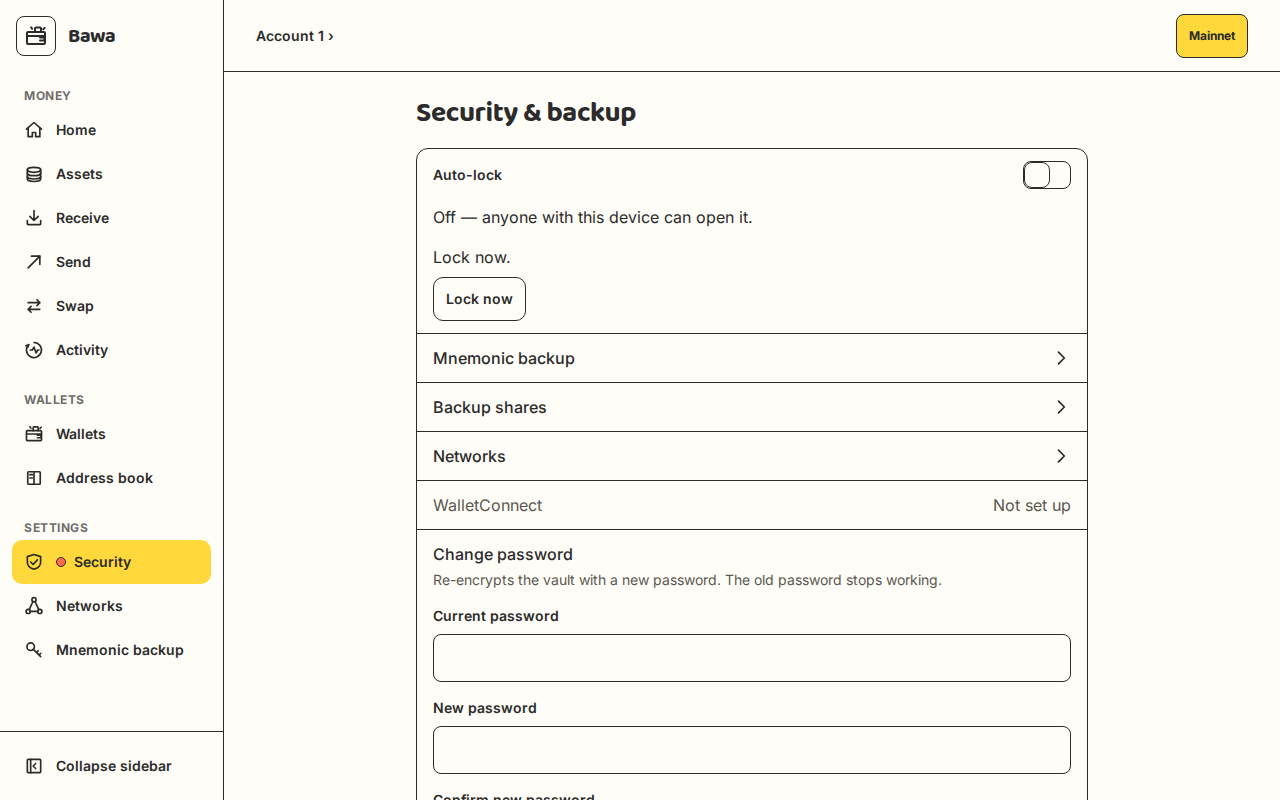 Bawa
Account 1 ›
Mainnet
MONEY
Home
Assets
Receive
Send
Swap
Activity
WALLETS
Wallets
Address book
SETTINGS
Security
Networks
Mnemonic backup
Collapse sidebar
Security & backup
Auto-lock
Off — anyone with this device can open it.
Lock now.
Lock now
Mnemonic backup
Backup shares
Networks
WalletConnect
Not set up
Change password
Re-encrypts the vault with a new password. The old password stops working.
Current password
New password
Confirm new password